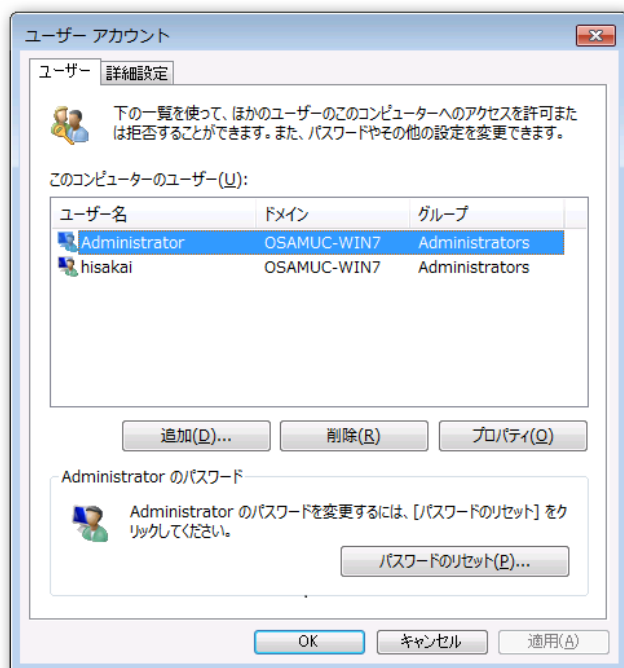 ユーザー アカウント
ユーザー 詳細設定
下の一覧を使って、ほかのユーザーのこのコンピューターへのアクセスを許可また
は拒否することができます。また、パスワードやその他の設定を変更できます。
このコンピューターのユーザー(U):
ユーザー名 ドメイン グループ
Administrator OSAMUC-WIN7 Administrators
hisakai OSAMUC-WIN7 Administrators
追加(D)... 削除(R) プロパティ(O)
Administrator のパスワード
Administrator のパスワードを変更するには、[パスワードのリセット] をク
リックしてください。
パスワードのリセット(P)...
OK キャンセル 適用(A)